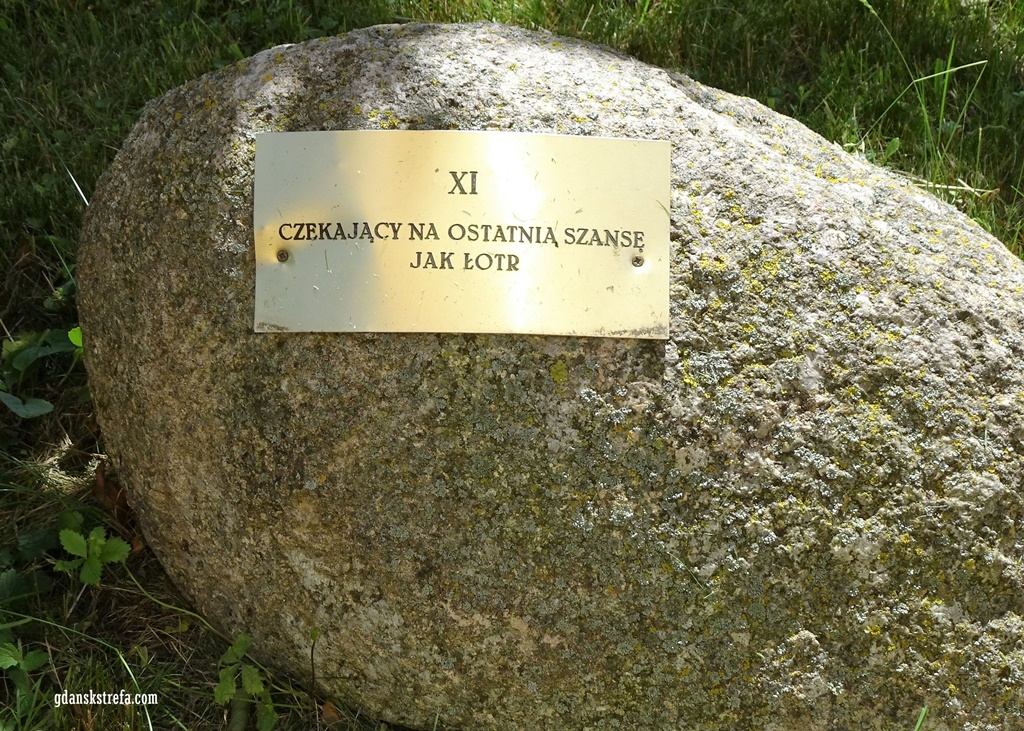 XI
CZEKAJĄCY NA OSTATNIĄ SZANSĘ
JAK ŁOTR
gdanskstrefa.com